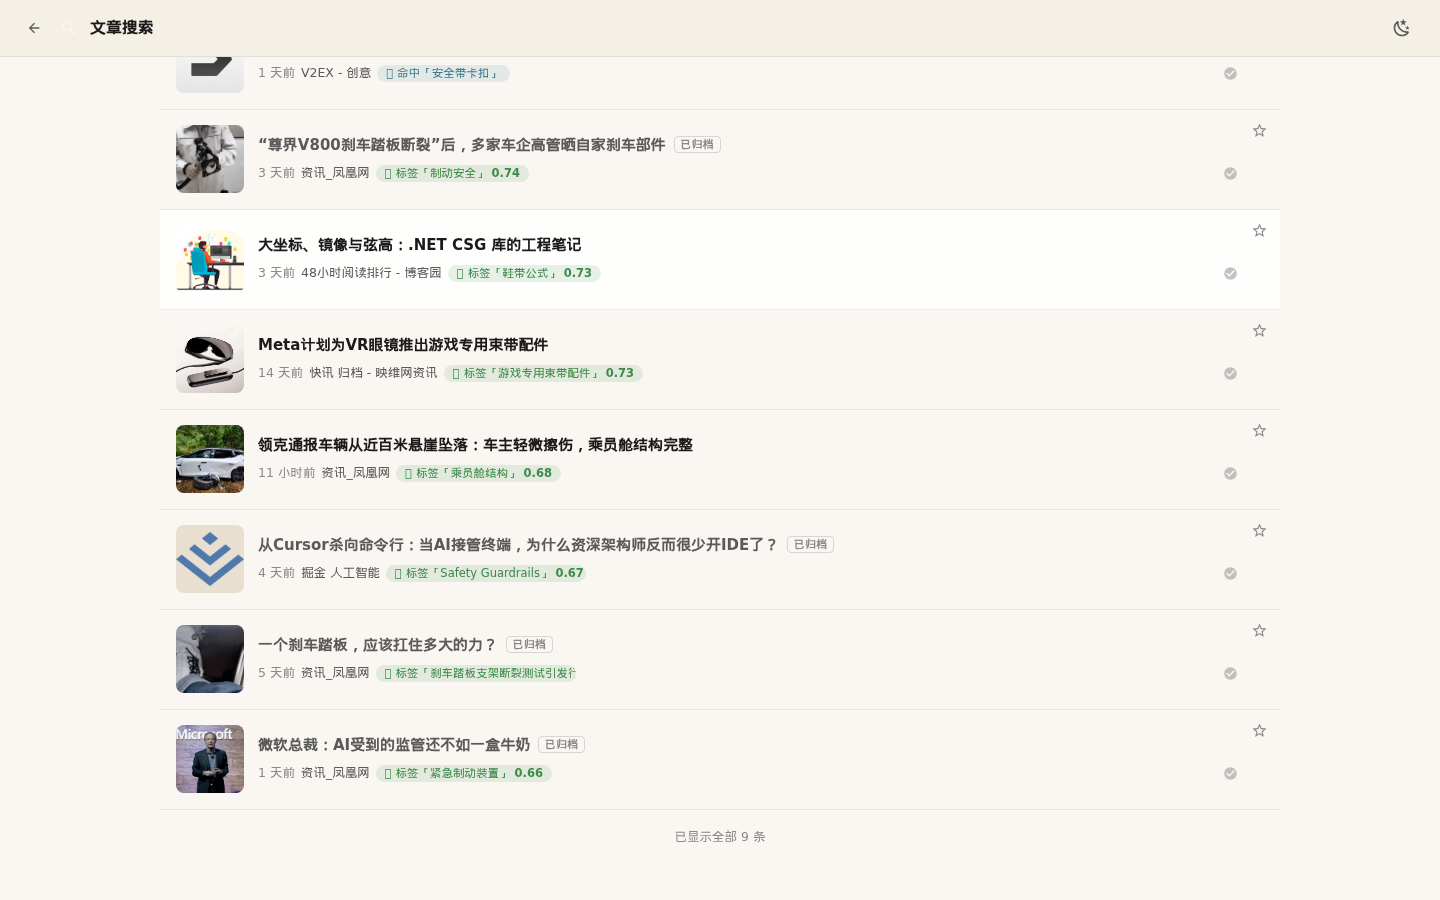 文章搜索
1 天前 V2EX - 创意 命中「安全带卡扣」
“尊界V800刹车踏板断裂”后，多家车企高管晒自家刹车部件 已归档
3 天前 资讯_凤凰网 标签「制动安全」 0.74
大坐标、镜像与弦高：.NET CSG 库的工程笔记
3 天前 48小时阅读排行 - 博客园 标签「鞋带公式」 0.73
Meta计划为VR眼镜推出游戏专用束带配件
14 天前 快讯 归档 - 映维网资讯 标签「游戏专用束带配件」 0.73
领克通报车辆从近百米悬崖坠落：车主轻微擦伤，乘员舱结构完整
11 小时前 资讯_凤凰网 标签「乘员舱结构」 0.68
从Cursor杀向命令行：当AI接管终端，为什么资深架构师反而很少开IDE了？ 已归档
4 天前 掘金 人工智能 标签「Safety Guardrails」 0.67
一个刹车踏板，应该扛住多大的力？ 已归档
5 天前 资讯_凤凰网 标签「刹车踏板支架断裂测试引发行
Microsoft
微软总裁：AI受到的监管还不如一盒牛奶 已归档
1 天前 资讯_凤凰网 标签「紧急制动装置」 0.66
已显示全部 9 条